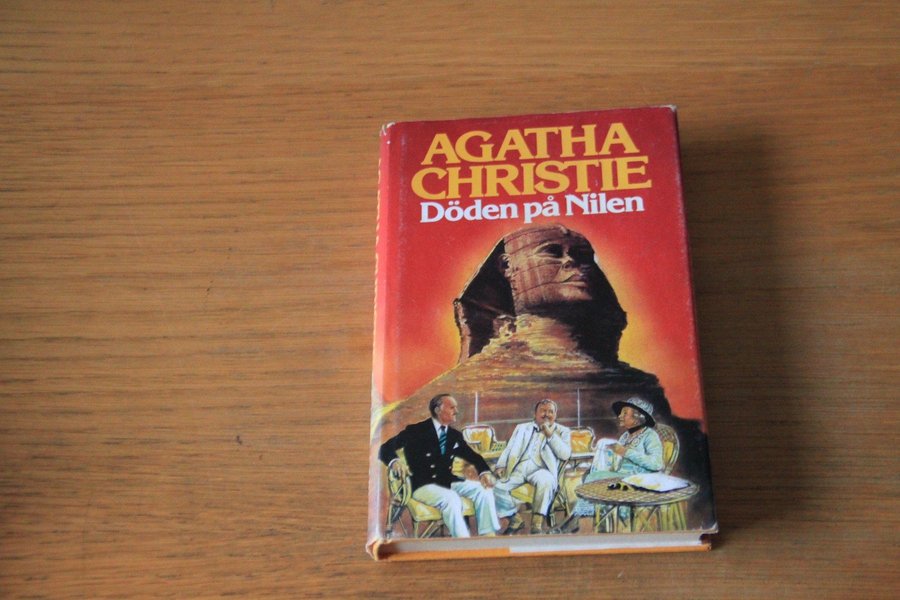 AGATHA
CHRISTIE
Döden på Nilen